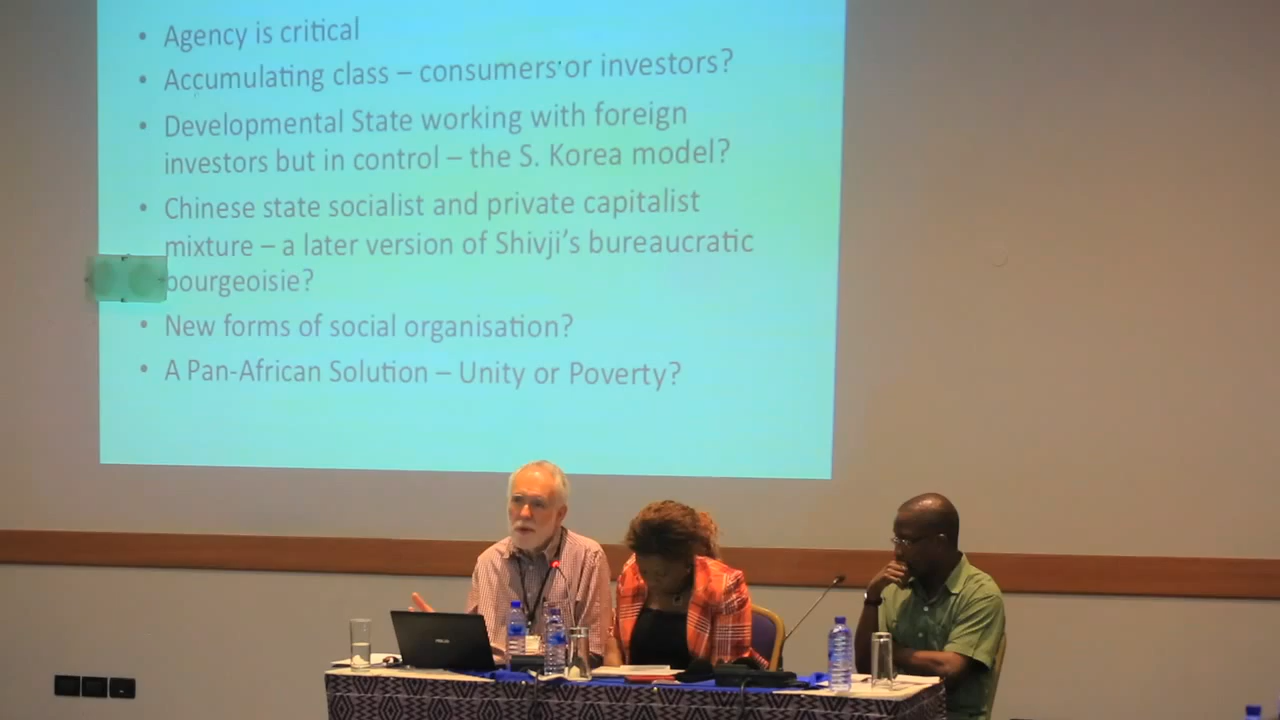 • Agency is critical
• Accumulating class – consumers or investors?
• Developmental State working with foreign
investors but in control – the S. Korea model?
• Chinese state socialist and private capitalist
mixture – a later version of Shivji's bureaucratic
bourgeoisie?
• New forms of social organisation?
• A Pan-African Solution – Unity or Poverty?
ASUS